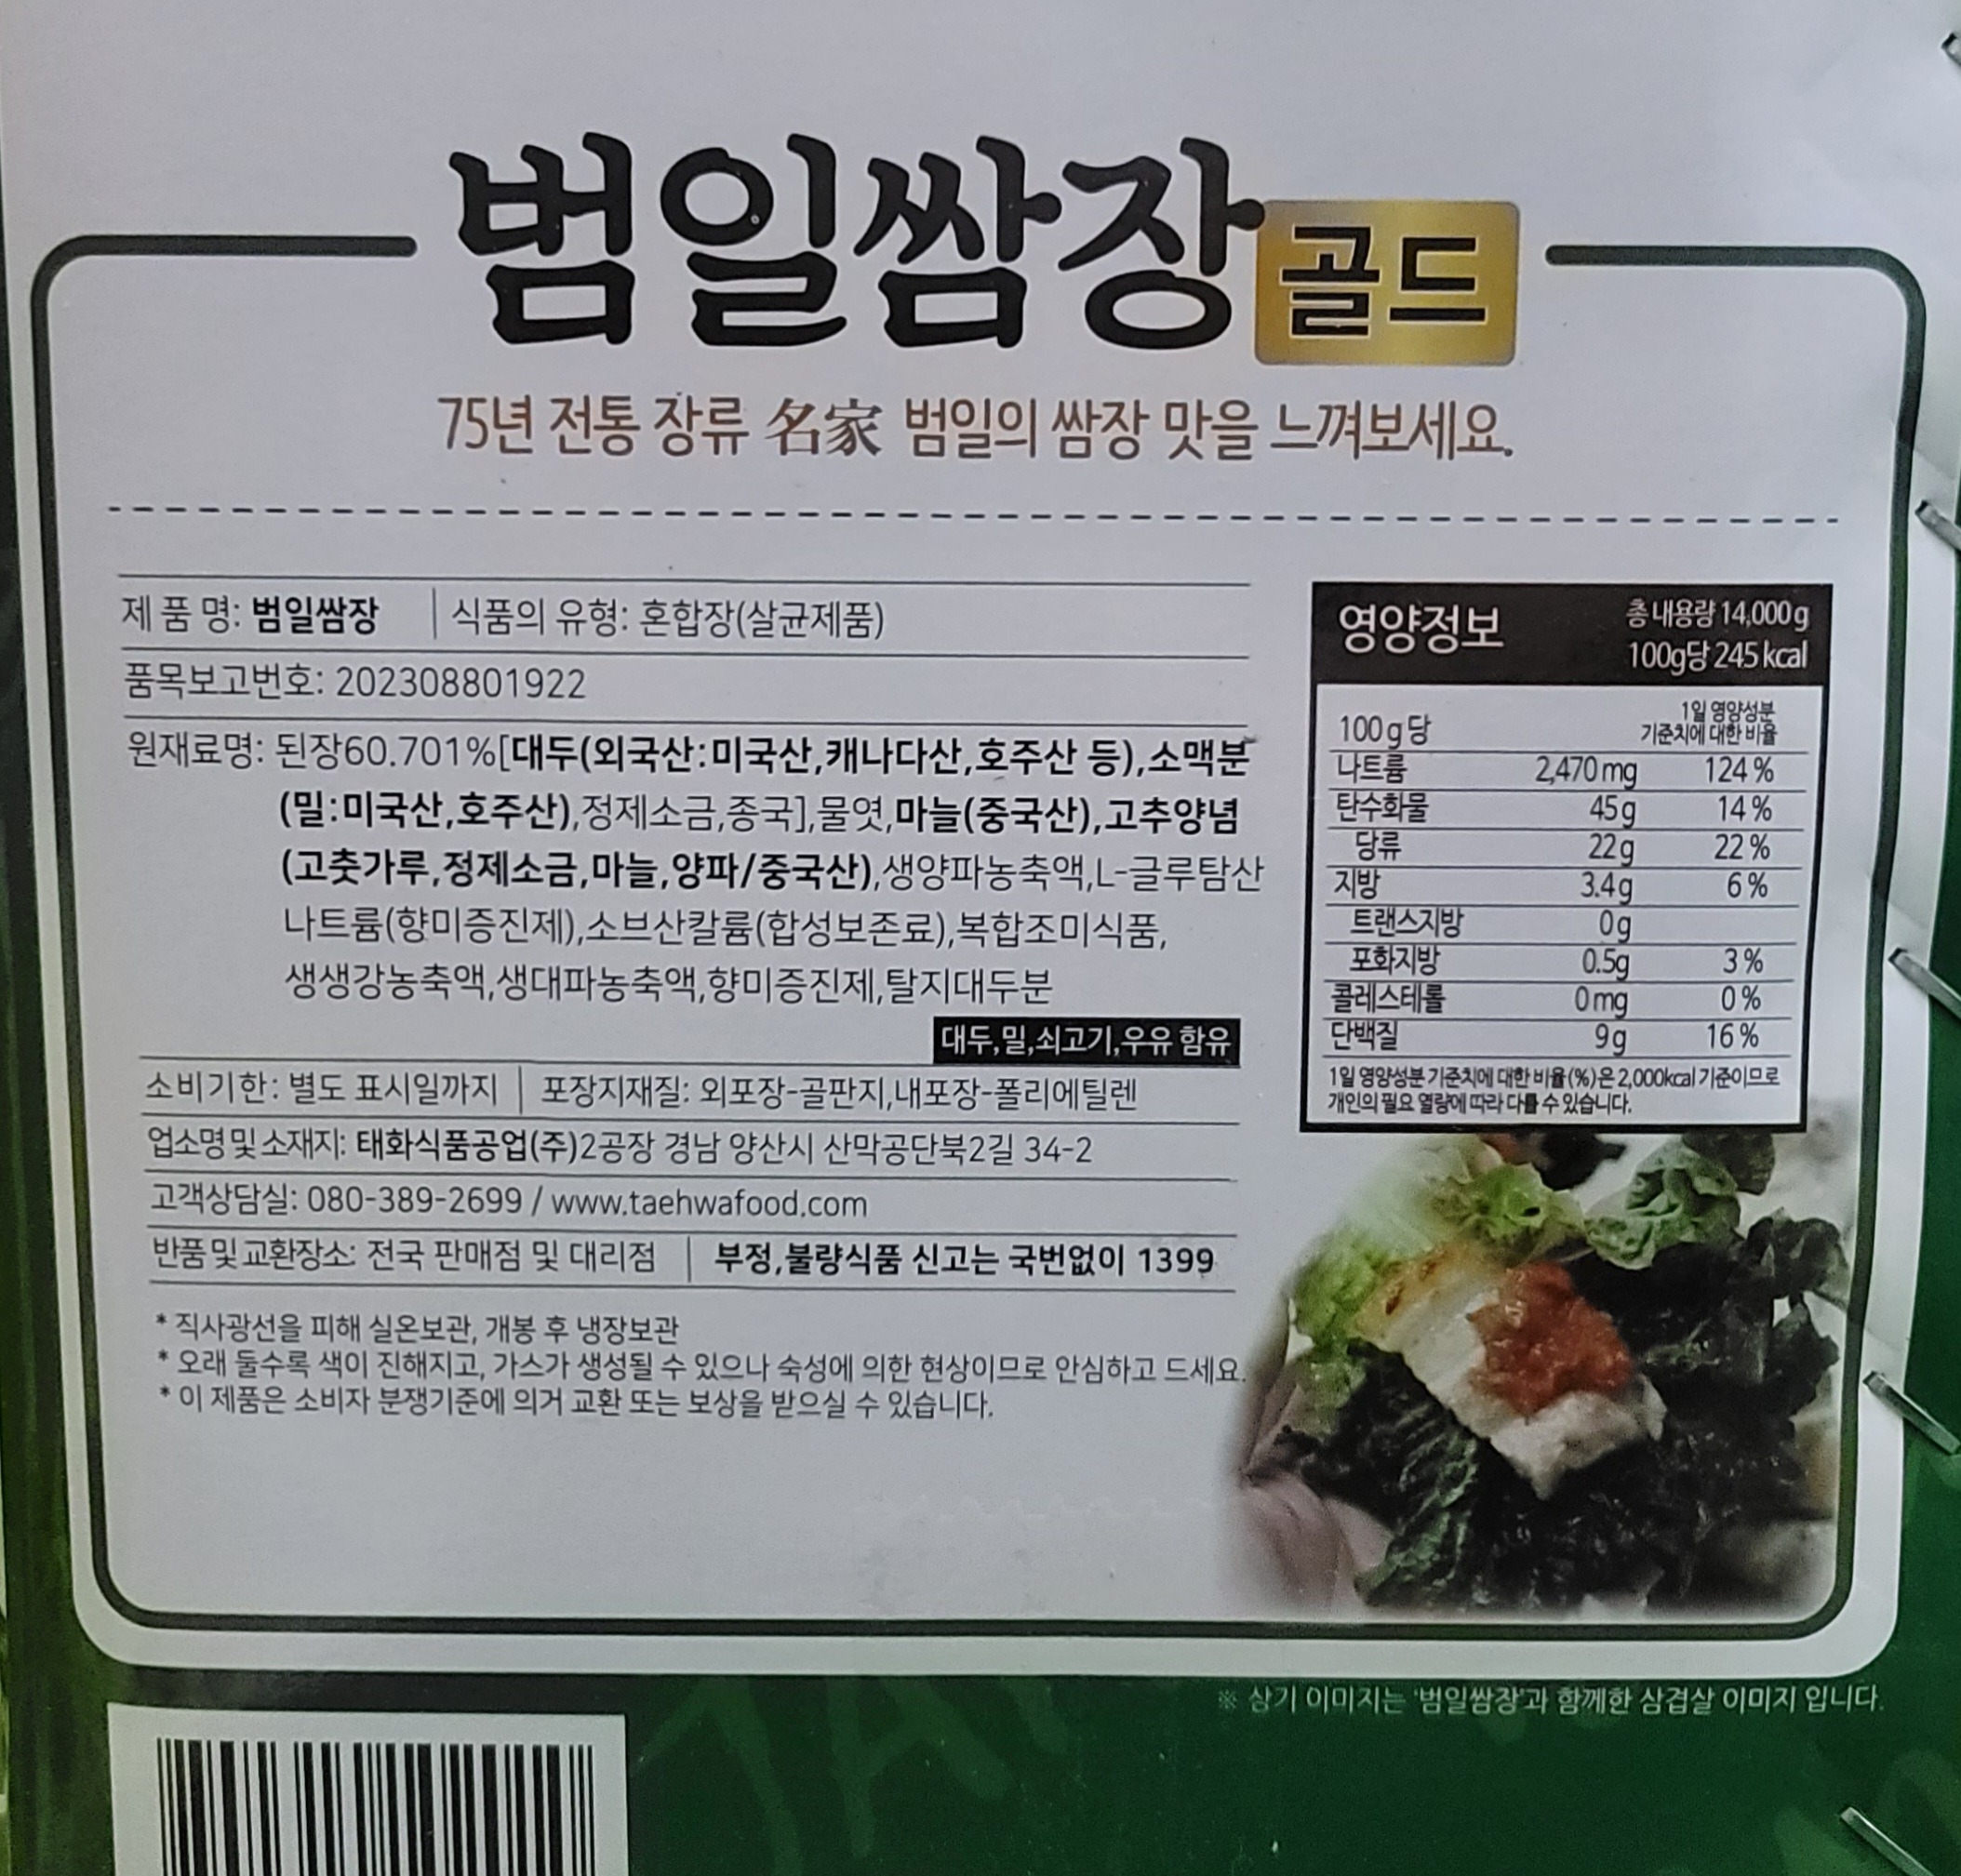 범일쌈장 골드
75년 전통 장류 名家 범일의 쌈장 맛을 느껴보세요.
제 품 명: 범일쌈장 | 식품의 유형: 혼합장(살균제품)
품목보고번호: 202308801922
원재료명: 된장60.701%[대두(외국산:미국산,캐나다산,호주산 등),소맥분
(밀:미국산,호주산),정제소금,종국],물엿,마늘(중국산),고추양념
(고춧가루,정제소금,마늘,양파/중국산),생양파농축액,L-글루탐산
나트륨(향미증진제),소브산칼륨(합성보존료),복합조미식품,
생생강농축액,생대파농축액,향미증진제,탈지대두분
대두,밀,쇠고기,우유 함유
소비기한: 별도 표시일까지 | 포장지재질: 외포장-골판지,내포장-폴리에틸렌
업소명 및 소재지: 태화식품공업(주)2공장 경남 양산시 산막공단북2길 34-2
고객상담실: 080-389-2699 / www.taehwafood.com
반품 및 교환장소: 전국 판매점 및 대리점 | 부정,불량식품 신고는 국번없이 1399
* 직사광선을 피해 실온보관, 개봉 후 냉장보관
* 오래 둘수록 색이 진해지고, 가스가 생성될 수 있으나 숙성에 의한 현상이므로 안심하고 드세요.
* 이 제품은 소비자 분쟁기준에 의거 교환 또는 보상을 받으실 수 있습니다.
영양정보
총 내용량 14,000 g
100g당 245 kcal
100 g 당
1일 영양성분
기준치에 대한 비율
나트륨 2,470 mg 124 %
탄수화물 45 g 14 %
당류 22 g 22 %
지방 3.4 g 6 %
트랜스지방 0 g
포화지방 0.5g 3 %
콜레스테롤 0 mg 0 %
단백질 9 g 16 %
1일 영양성분 기준치에 대한 비율(%)은 2,000kcal 기준이므로
개인의 필요 열량에 따라 다를 수 있습니다.
※ 상기 이미지는 '범일쌈장'과 함께한 삼겹살 이미지 입니다.